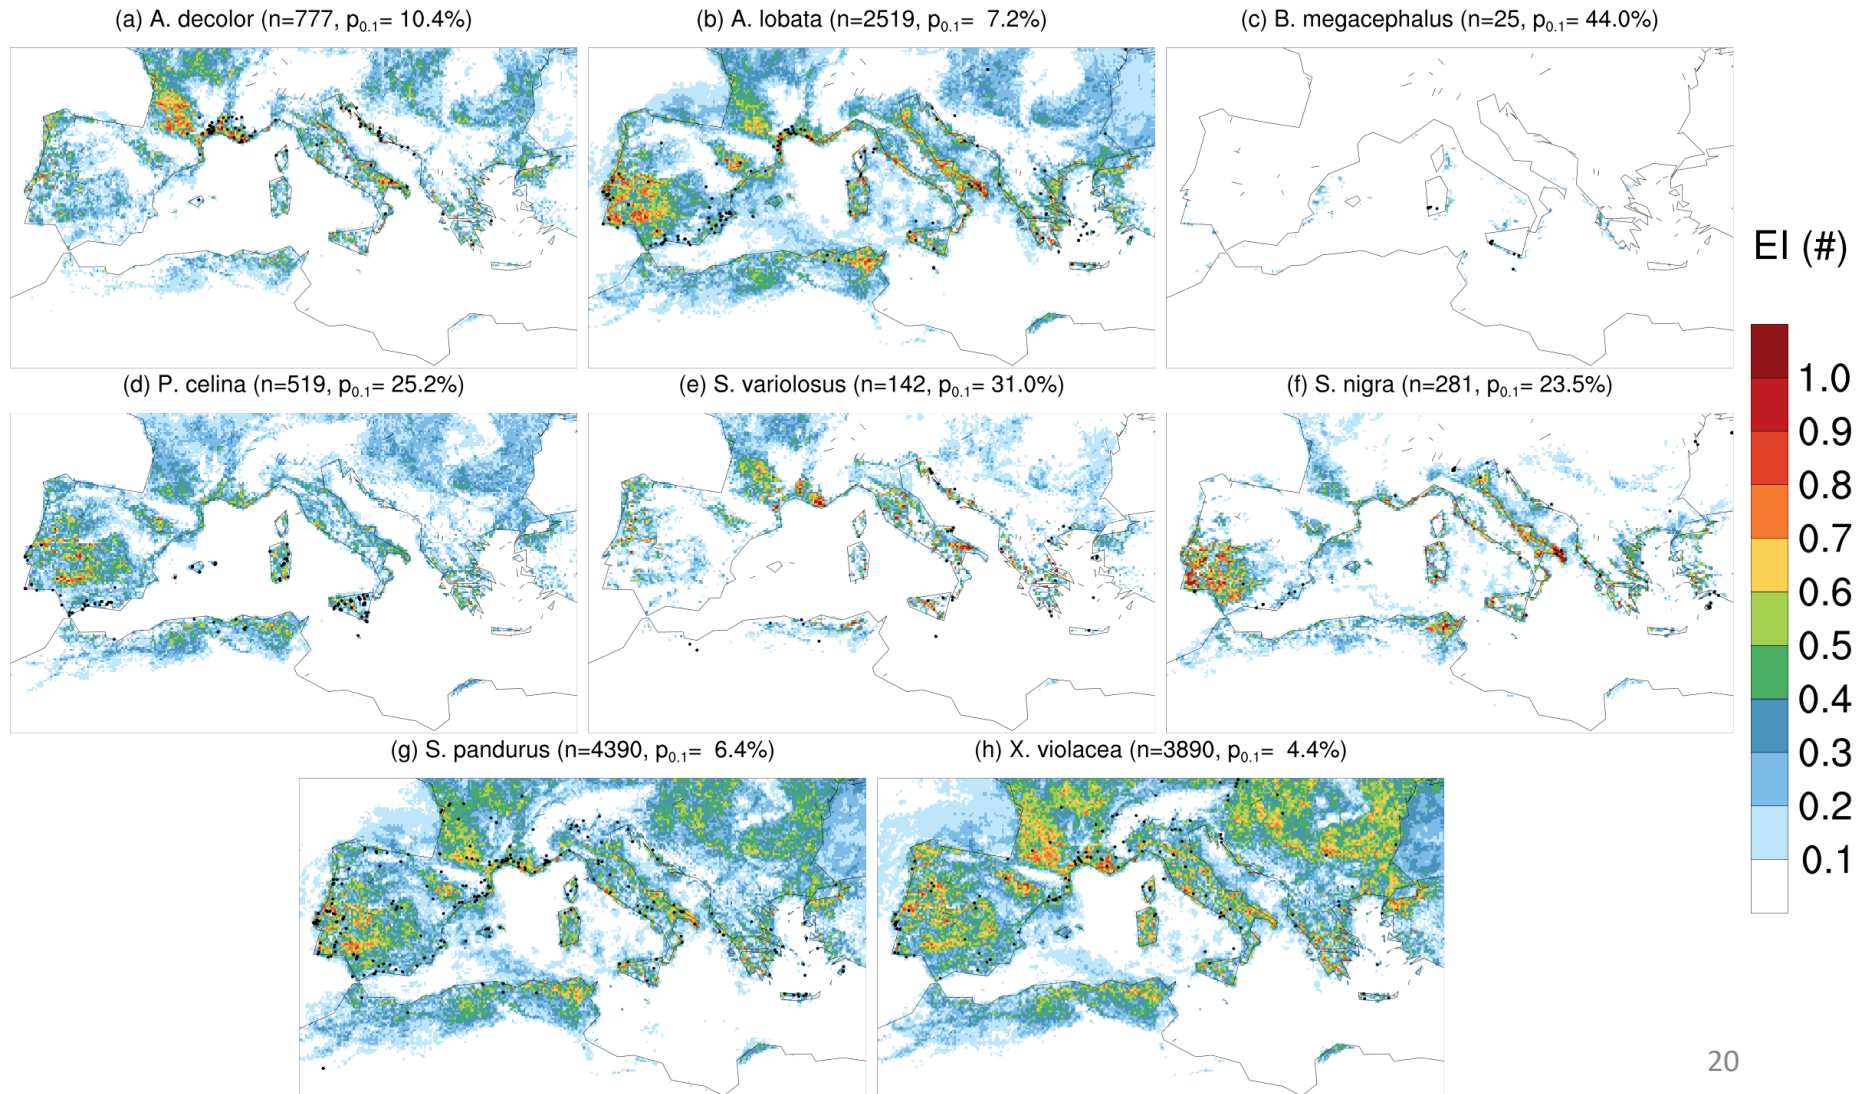 (a) A. decolor (n=777, p0.1= 10.4%)
(b) A. lobata (n=2519, p0.1= 7.2%)
(c) B. megacephalus (n=25, p0.1= 44.0%)
(d) P. celina (n=519, p0.1= 25.2%)
(e) S. variolosus (n=142, p0.1= 31.0%)
(f) S. nigra (n=281, p0.1= 23.5%)
(g) S. pandurus (n=4390, p0.1= 6.4%)
(h) X. violacea (n=3890, p0.1= 4.4%)
EI (#)
1.0
0.9
0.8
0.7
0.6
0.5
0.4
0.3
0.2
0.1
20